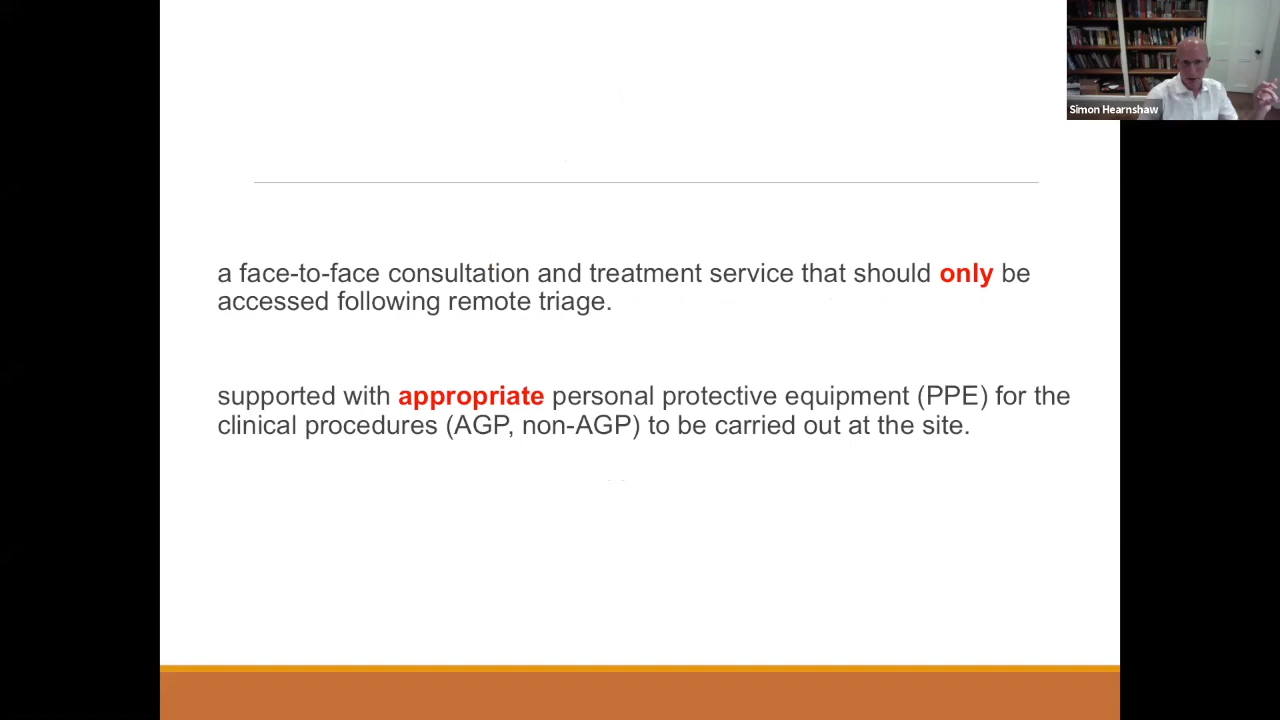 Simon Hearnshaw
a face-to-face consultation and treatment service that should only be
accessed following remote triage.
supported with appropriate personal protective equipment (PPE) for the
clinical procedures (AGP, non-AGP) to be carried out at the site.